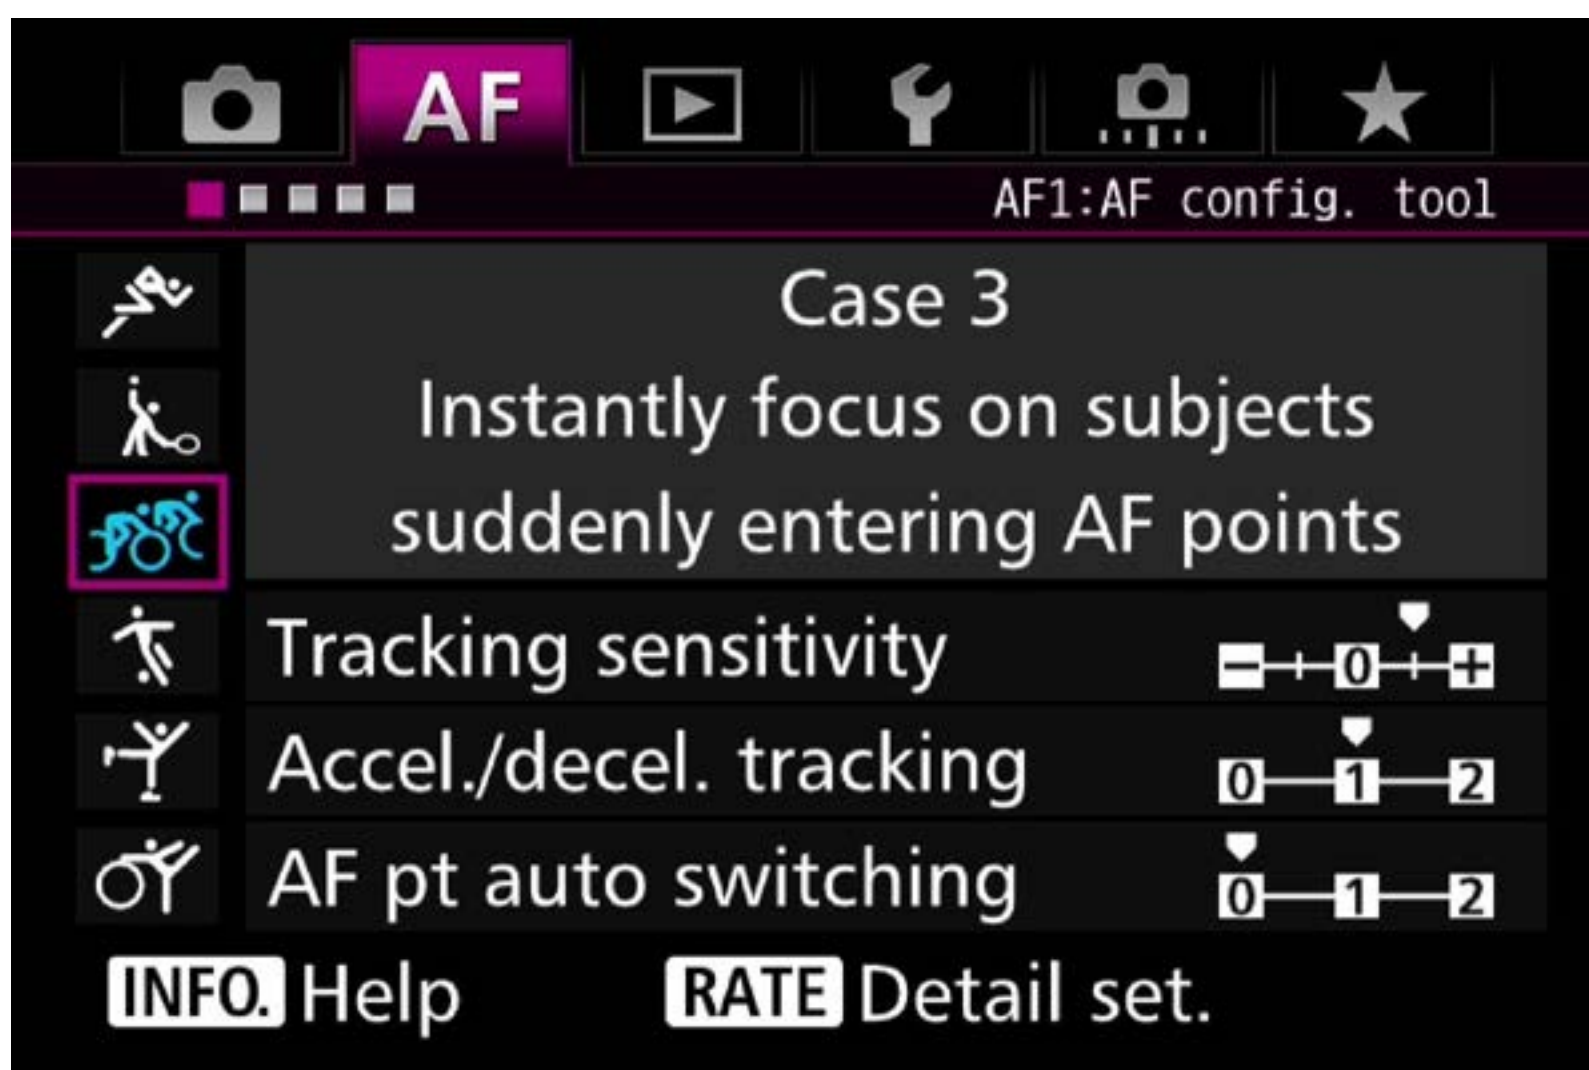 AF
AF1:AF config. tool
Case 3
Instantly focus on subjects
suddenly entering AF points
Tracking sensitivity
− 0 +
Accel./decel. tracking
0 1 2
AF pt auto switching
0 1 2
INFO. Help RATE Detail set.